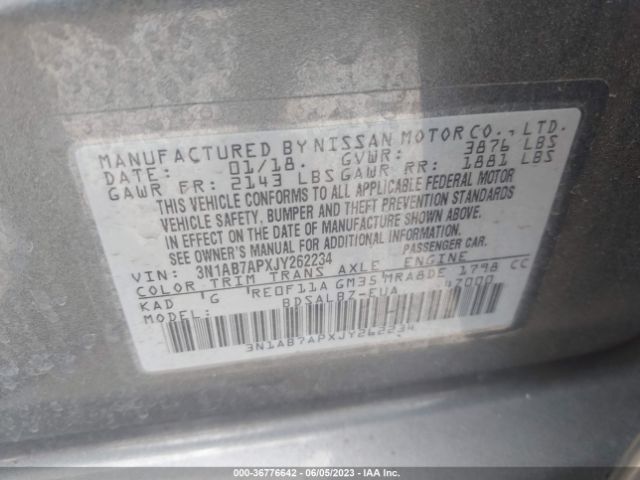 MANUFACTURED BY NISSAN MOTOR CO., LTD.
DATE: 01/18. GVWR: 3876 LBS
GAWR FR: 2143 LBS GAWR RR: 1881 LBS
THIS VEHICLE CONFORMS TO ALL APPLICABLE FEDERAL MOTOR
VEHICLE SAFETY, BUMPER AND THEFT PREVENTION STANDARDS
IN EFFECT ON THE DATE OF MANUFACTURE SHOWN ABOVE.
SEE OWNER'S MANUAL FOR ADDITIONAL INFORMATION.
VIN: 3N1AB7APXJY262234 PASSENGER CAR.
COLOR TRIM TRANS AXLE ENGINE
KAD G RE0F11A GM35 MRA8DE 1798 CC
MODEL: BDSALBZ-EUA 47000
3N1AB7APXJY262234
000-36776642 / 06/05/2023 - IAA Inc.